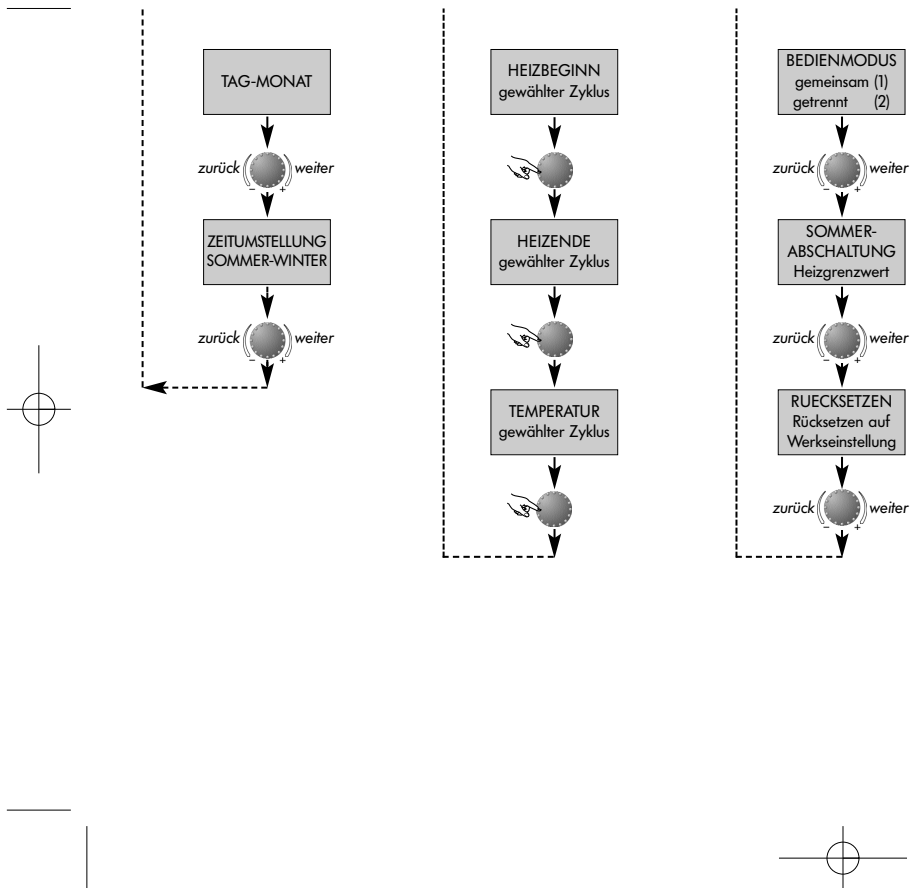 TAG-MONAT
zurück weiter
– +
ZEITUMSTELLUNG
SOMMER-WINTER
zurück weiter
– +
HEIZBEGINN
gewählter Zyklus
HEIZENDE
gewählter Zyklus
TEMPERATUR
gewählter Zyklus
BEDIENMODUS
gemeinsam (1)
getrennt (2)
zurück weiter
– +
SOMMER-
ABSCHALTUNG
Heizgrenzwert
zurück weiter
– +
RUECKSETZEN
Rücksetzen auf
Werkseinstellung
zurück weiter
– +